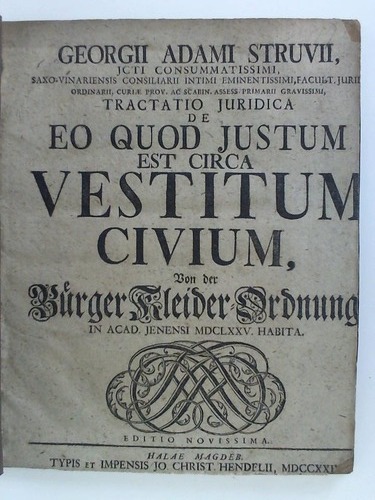 GEORGII ADAMI STRUVII,
JCTI CONSUMMATISSIMI,
SAXO-VINARIENSIS CONSILIARII INTIMI EMINENTISSIMI, FACULT. JURID
ORDINARII, CURIÆ PROV. AC SCABIN. ASSESS PRIMARII GRAVISSIMI,
TRACTATIO JURIDICA
DE
EO QUOD JUSTUM
EST CIRCA
VESTITUM
CIVIUM,
Von der
Bürger Kleider-Ordnung
IN ACAD. JENENSI MDCLXXV. HABITA.
EDITIO NOVISSIMA.
HALAE MAGDEB.
TYPIS ET IMPENSIS JO. CHRIST. HENDELII,